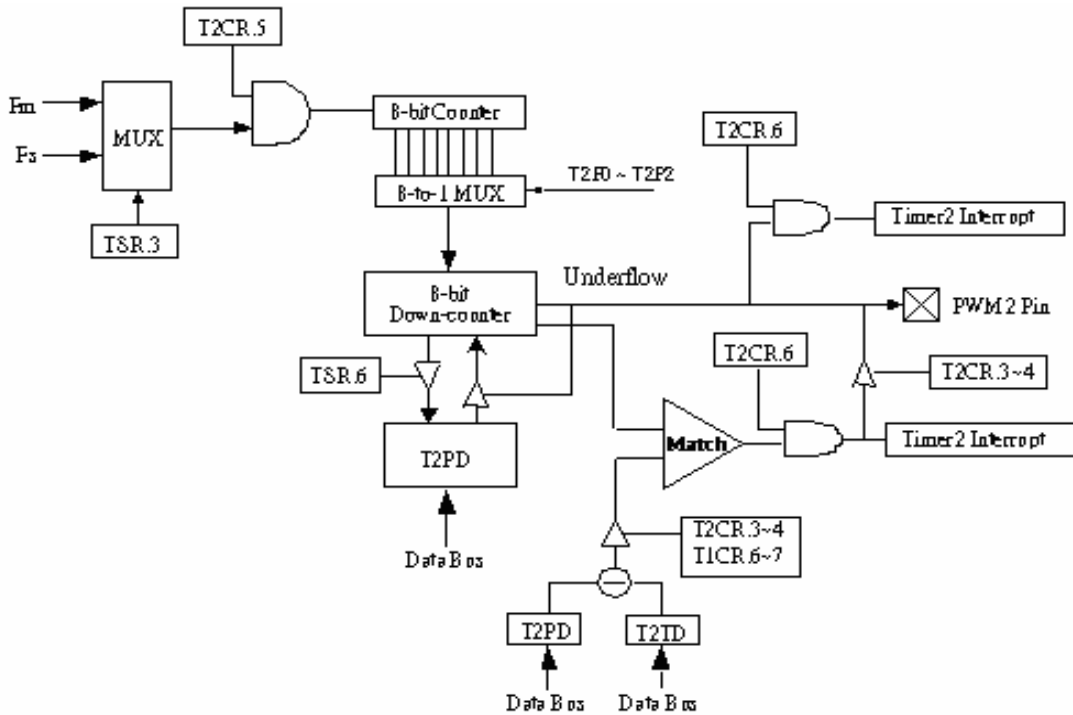 T2CR.5
Fm
Fs
MUX
8-bit Counter
T2P0 ~ T2P2
8-to-1 MUX
TSR.3
T2CR.6
Timer2 Interrupt
Underflow
8-bit
Down-counter
PWM2 Pin
TSR.6
T2CR.6
T2CR.3~4
T2PD
Match
Timer2 Interrupt
T2CR.3~4
T1CR.6~7
Data Bus
T2PD
T2TD
Data Bus
Data Bus